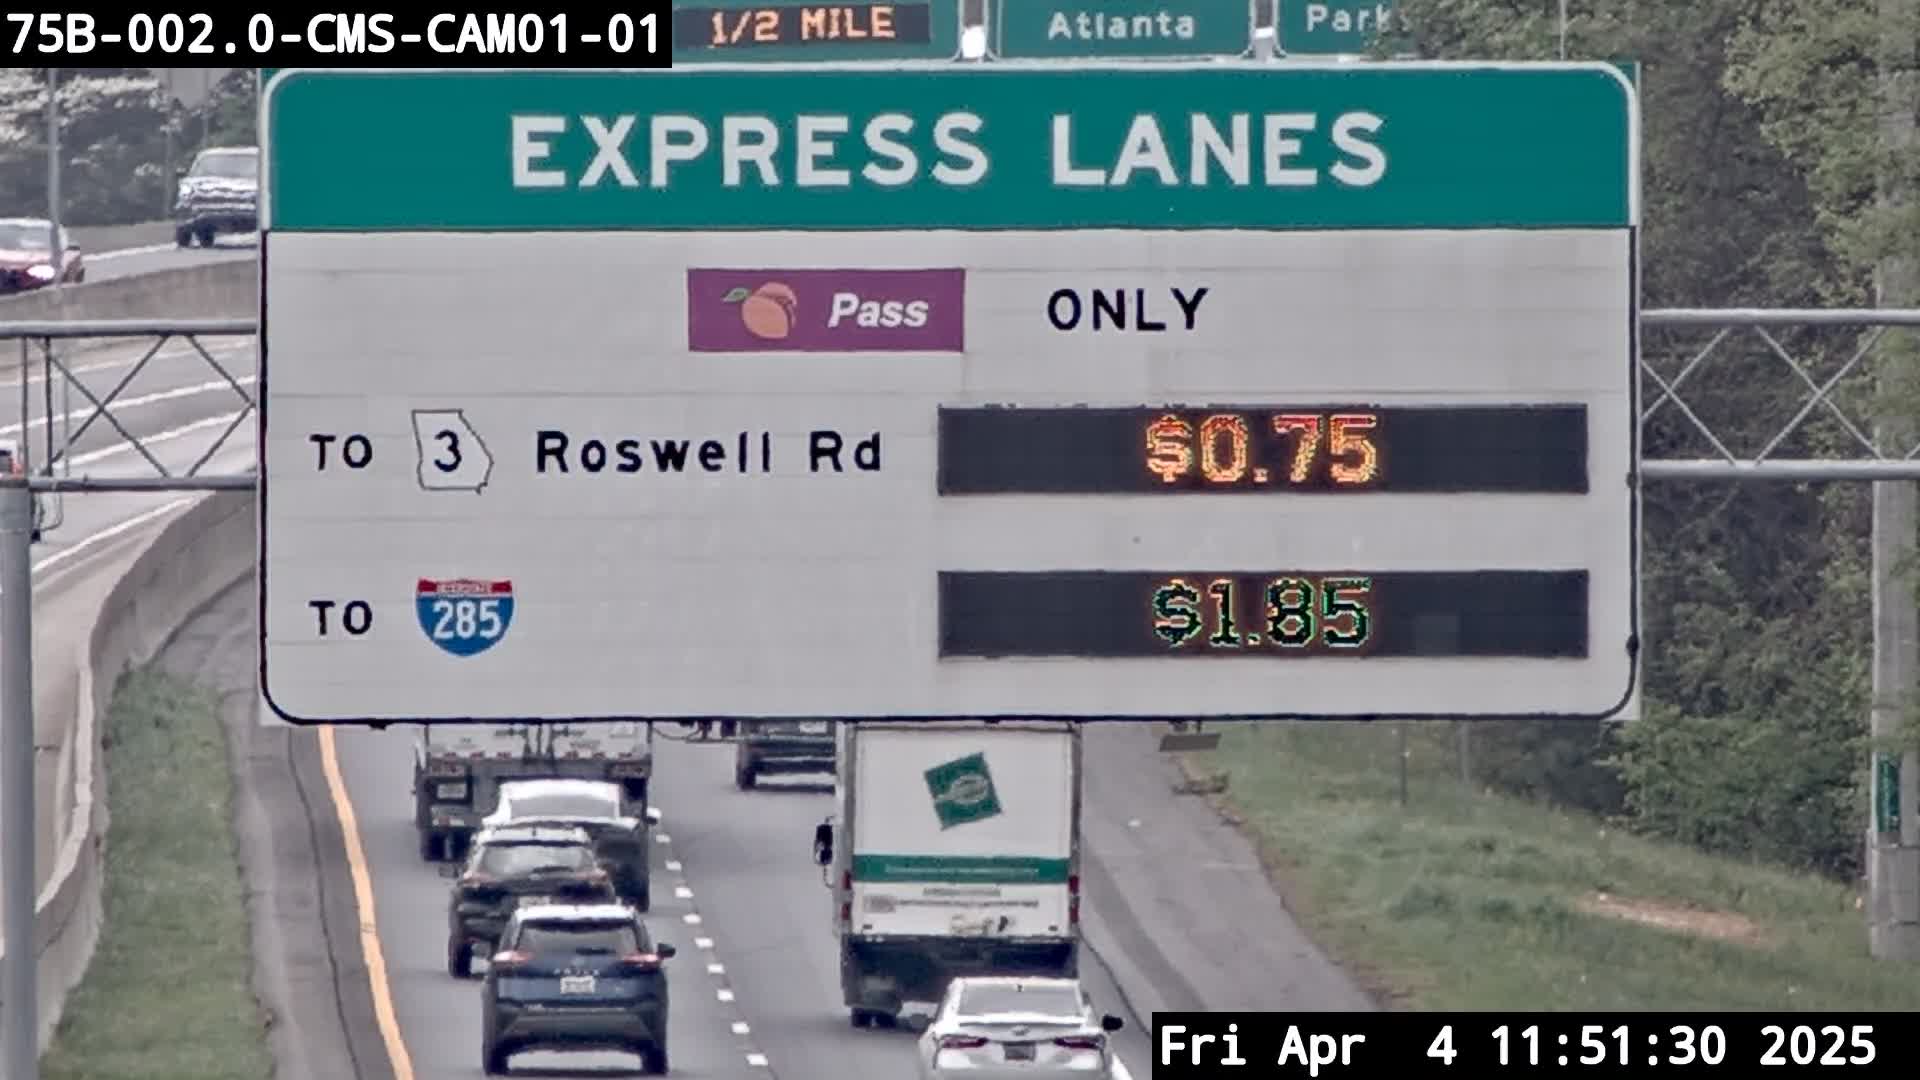 75B-002.0-CMS-CAM01-01
1/2 MILE
Atlanta
Park
EXPRESS LANES
Pass ONLY
TO 3 Roswell Rd $0.75
TO INTERSTATE 285 $1.85
Fri Apr 4 11:51:30 2025